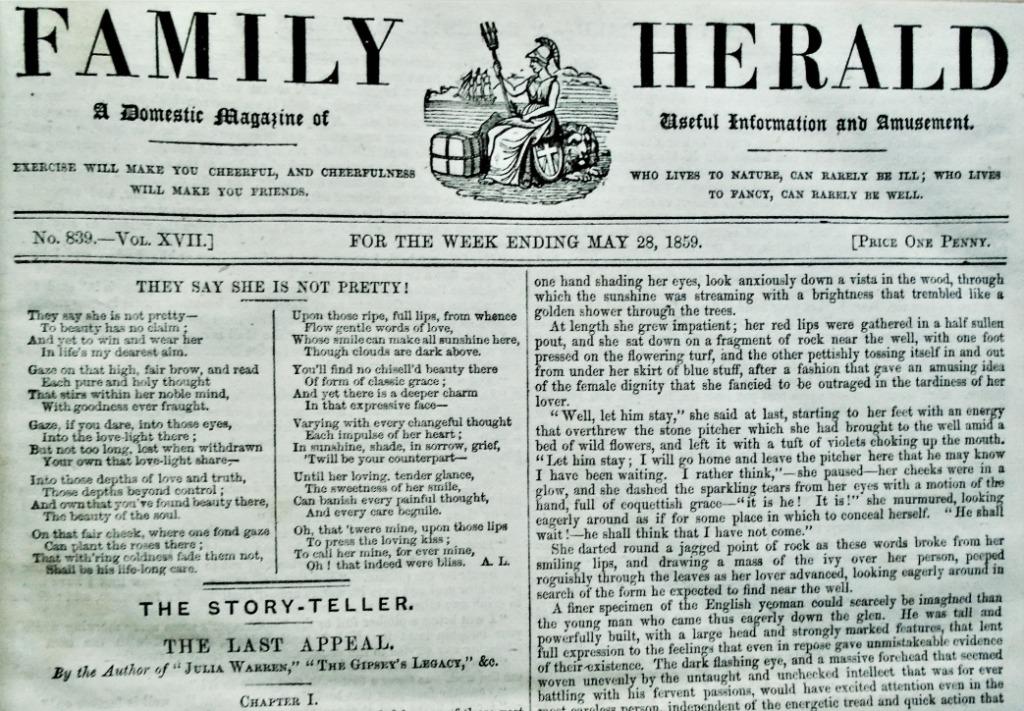 FAMILY HERALD
A Domestic Magazine of
Useful Information and Amusement.
EXERCISE WILL MAKE YOU CHEERFUL, AND CHEERFULNESS
WILL MAKE YOU FRIENDS.
WHO LIVES TO NATURE, CAN RARELY BE ILL; WHO LIVES
TO FANCY, CAN RARELY BE WELL.
No. 839.—VOL. XVII.]
FOR THE WEEK ENDING MAY 28, 1859.
[PRICE ONE PENNY.
THEY SAY SHE IS NOT PRETTY!
They say she is not pretty—
To beauty has no claim;
And yet to win and wear her
In life's my dearest aim.
Gaze on that high, fair brow, and read
Each pure and holy thought
That stirs within her noble mind,
With goodness ever fraught.
Gaze, if you dare, into those eyes,
Into the love-light there;
But not too long, lest when withdrawn
Your own that love-light share—
Into those depths of love and truth,
Those depths beyond control;
And own that you've found beauty there,
The beauty of the soul.
On that fair cheek, where one fond gaze
Can plant the roses there;
That with'ring coldness fade them not,
Shall be his life-long care.
Upon those ripe, full lips, from whence
Flow gentle words of love,
Whose smile can make all sunshine here,
Though clouds are dark above.
You'll find no chisell'd beauty there
Of form of classic grace;
And yet there is a deeper charm
In that expressive face—
Varying with every changeful thought
Each impulse of her heart;
In sunshine, shade, in sorrow, grief,
'Twill be your counterpart—
Until her loving, tender glance,
The sweetness of her smile,
Can banish every painful thought,
And every care beguile.
Oh, that 'twere mine, upon those lips
To press the loving kiss;
To call her mine, for ever mine,
Oh! that indeed were bliss. A. L.
THE STORY-TELLER.
THE LAST APPEAL.
By the Author of "JULIA WARREN," "THE GIPSEY'S LEGACY," &c.
CHAPTER I.
one hand shading her eyes, look anxiously down a vista in the wood, through
which the sunshine was streaming with a brightness that trembled like a
golden shower through the trees.
At length she grew impatient; her red lips were gathered in a half sullen
pout, and she sat down on a fragment of rock near the well, with one foot
pressed on the flowering turf, and the other pettishly tossing itself in and out
from under her skirt of blue stuff, after a fashion that gave an amusing idea
of the female dignity that she fancied to be outraged in the tardiness of her
lover.
"Well, let him stay," she said at last, starting to her feet with an energy
that overthrew the stone pitcher which she had brought to the well amid a
bed of wild flowers, and left it with a tuft of violets choking up the mouth.
"Let him stay; I will go home and leave the pitcher here that he may know
I have been waiting. I rather think,"—she paused—her cheeks were in a
glow, and she dashed the sparkling tears from her eyes with a motion of the
hand, full of coquettish grace—"it is he! It is!" she murmured, looking
eagerly around as if for some place in which to conceal herself. "He shall
wait!—he shall think that I have not come."
She darted round a jagged point of rock as these words broke from her
smiling lips, and drawing a mass of the ivy over her person, peeped
roguishly through the leaves as her lover advanced, looking eagerly around in
search of the form he expected to find near the well.
A finer specimen of the English yeoman could scarcely be imagined than
the young man who came thus eagerly down the glen. He was tall and
powerfully built, with a large head and strongly marked features, that lent
full expression to the feelings that even in repose gave unmistakeable evidence
of their existence. The dark flashing eye, and a massive forehead that seemed
woven unevenly by the untaught and unchecked intellect that was for ever
battling with his fervent passions, would have excited attention even in the
most careless person, independent of the energetic tread and quick action that